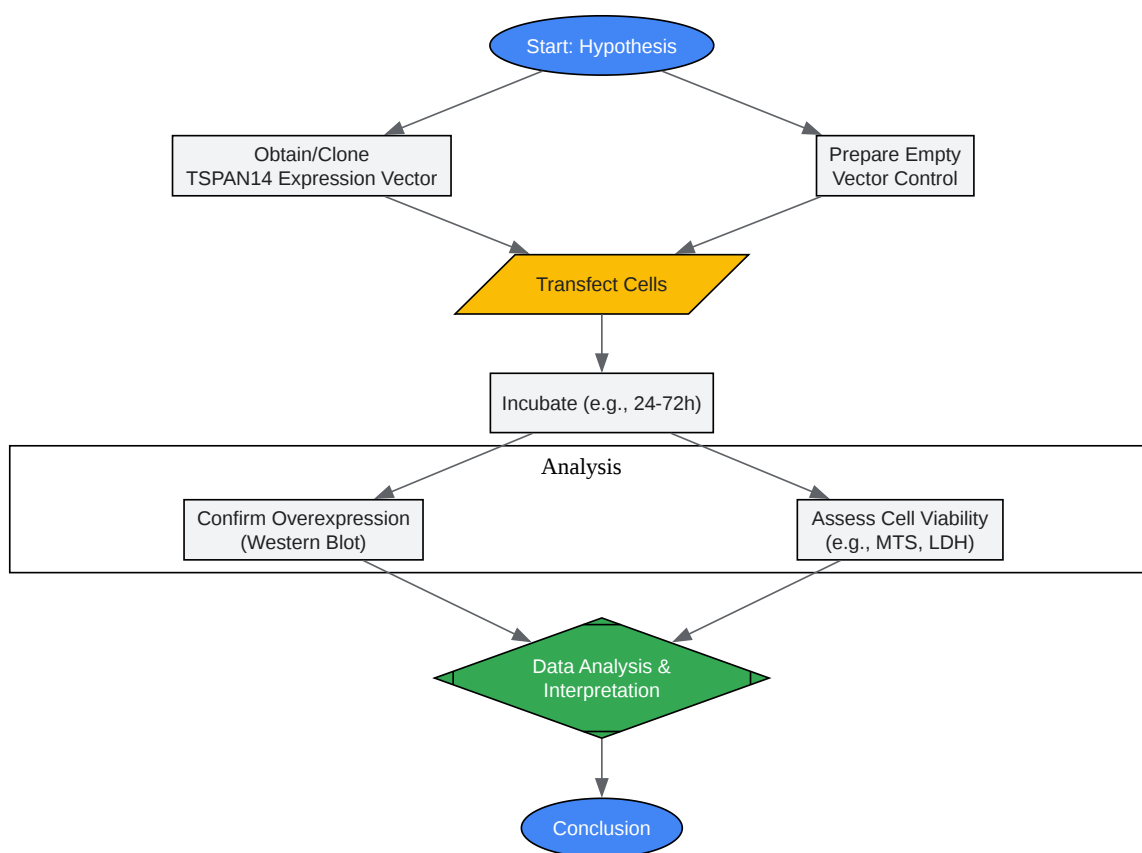 Start: Hypothesis
Obtain/Clone
TSPAN14 Expression Vector
Prepare Empty
Vector Control
Transfect Cells
Incubate (e.g., 24-72h)
Analysis
Confirm Overexpression
(Western Blot)
Assess Cell Viability
(e.g., MTS, LDH)
Data Analysis &
Interpretation
Conclusion